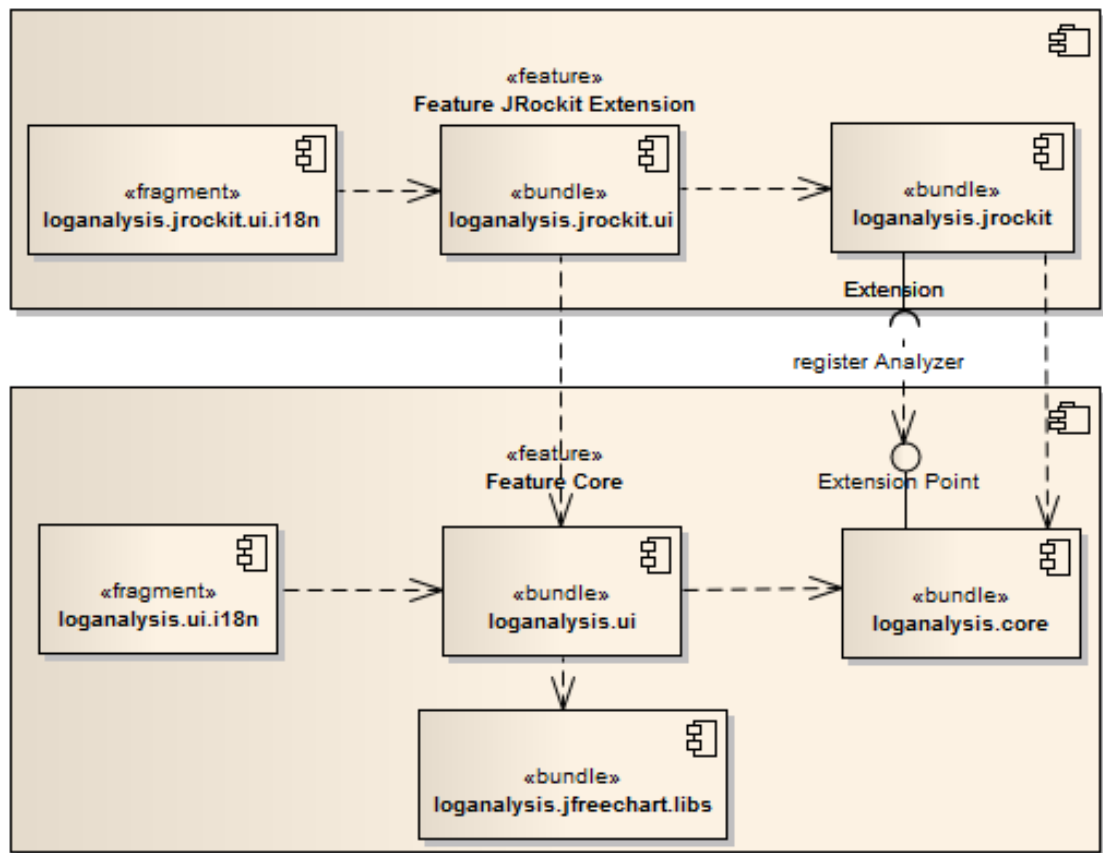 «feature»
Feature JRockit Extension
«fragment»
loganalysis.jrockit.ui.i18n
«bundle»
loganalysis.jrockit.ui
«bundle»
loganalysis.jrockit
Extension
register Analyzer
«feature»
Feature Core
Extension Point
«fragment»
loganalysis.ui.i18n
«bundle»
loganalysis.ui
«bundle»
loganalysis.core
«bundle»
loganalysis.jfreechart.libs